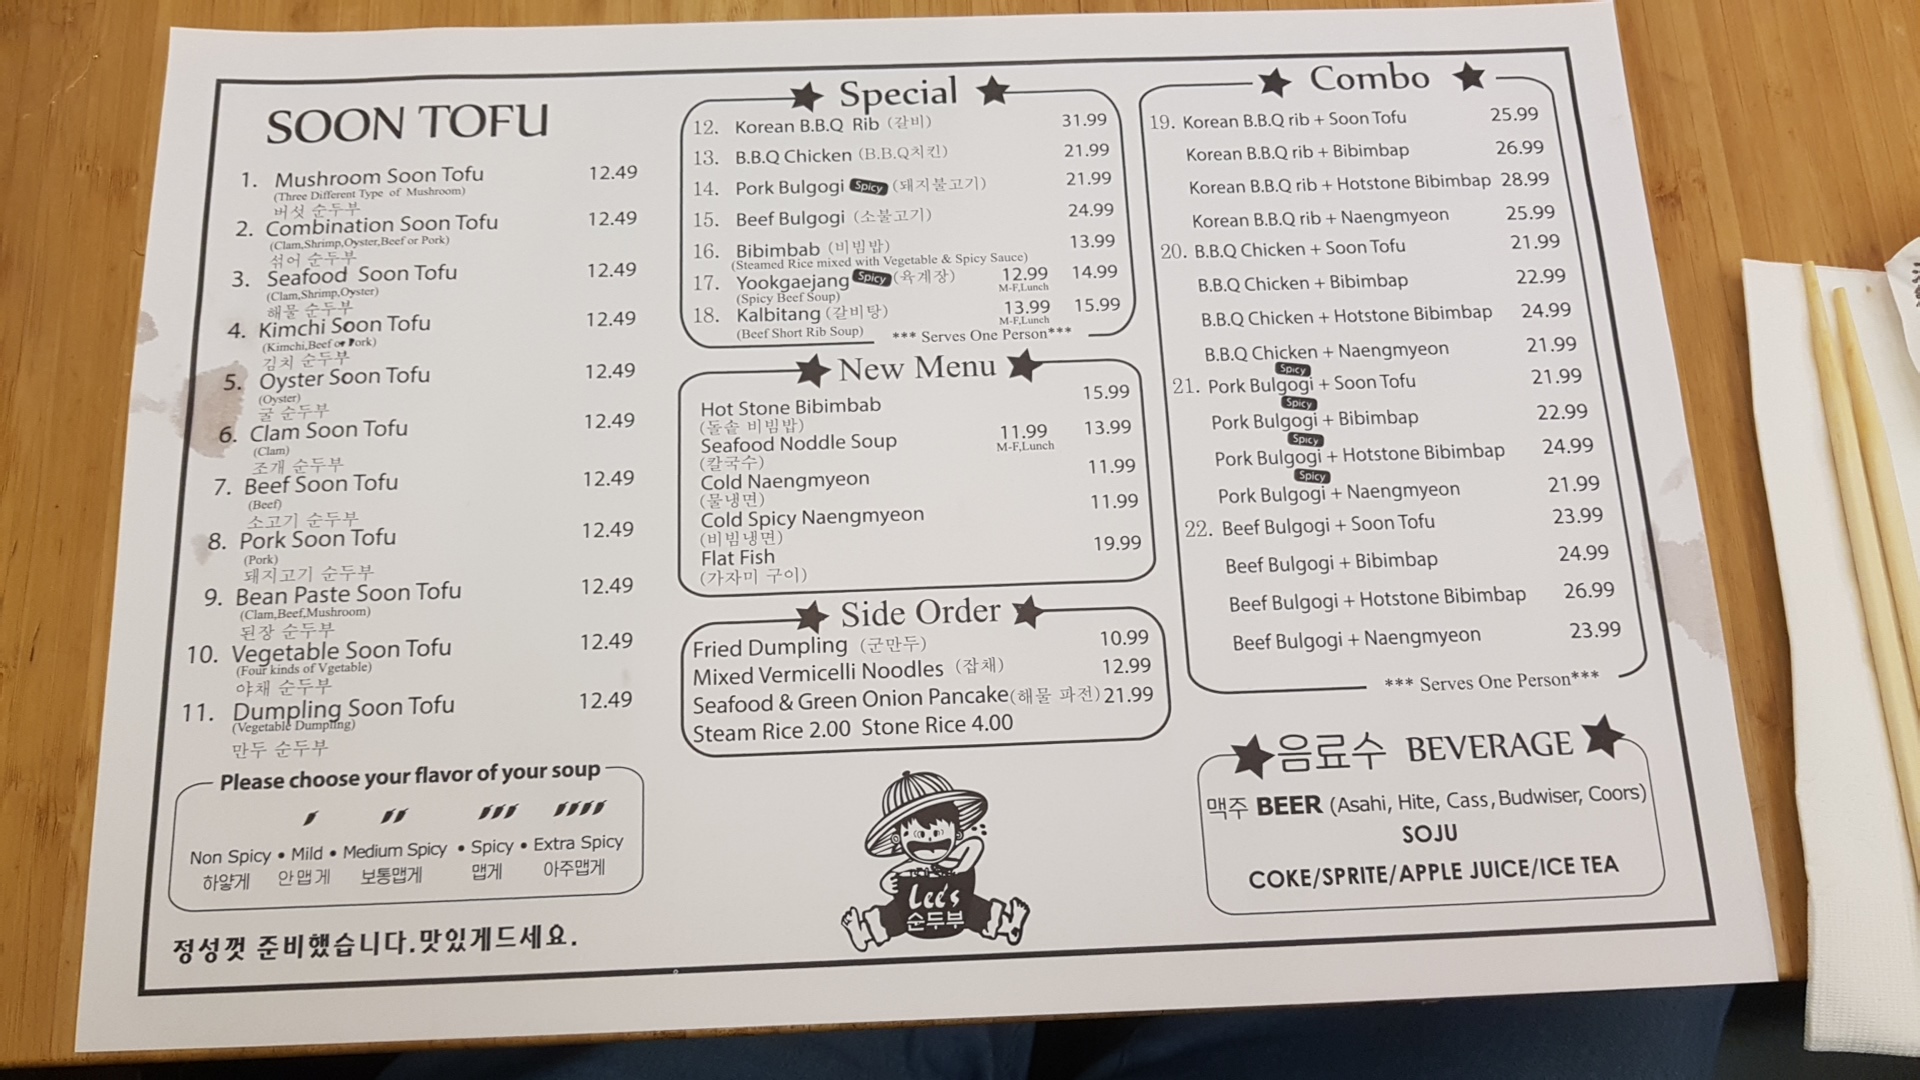 SOON TOFU
1. Mushroom Soon Tofu 12.49
(Three Different Type of Mushroom)
버섯 순두부
2. Combination Soon Tofu 12.49
(Clam,Shrimp,Oyster,Beef or Pork)
섞어 순두부
3. Seafood Soon Tofu 12.49
(Clam,Shrimp,Oyster)
해물 순두부
4. Kimchi Soon Tofu 12.49
(Kimchi,Beef or Pork)
김치 순두부
5. Oyster Soon Tofu 12.49
(Oyster)
굴 순두부
6. Clam Soon Tofu 12.49
(Clam)
조개 순두부
7. Beef Soon Tofu 12.49
(Beef)
소고기 순두부
8. Pork Soon Tofu 12.49
(Pork)
돼지고기 순두부
9. Bean Paste Soon Tofu 12.49
(Clam,Beef,Mushroom)
된장 순두부
10. Vegetable Soon Tofu 12.49
(Four kinds of Vgetable)
야채 순두부
11. Dumpling Soon Tofu 12.49
(Vegetable Dumpling)
만두 순두부
Please choose your flavor of your soup
Non Spicy • Mild • Medium Spicy • Spicy • Extra Spicy
하얗게 안맵게 보통맵게 맵게 아주맵게
정성껏 준비했습니다.맛있게드세요.
Special
12. Korean B.B.Q Rib (갈비) 31.99
13. B.B.Q Chicken (B.B.Q치킨) 21.99
14. Pork Bulgogi Spicy (돼지불고기) 21.99
15. Beef Bulgogi (소불고기) 24.99
16. Bibimbab (비빔밥) 13.99
(Steamed Rice mixed with Vegetable & Spicy Sauce)
17. Yookgaejang Spicy (육계장) 12.99 14.99
(Spicy Beef Soup) M-F,Lunch
18. Kalbitang (갈비탕) 13.99 15.99
(Beef Short Rib Soup) M-F,Lunch
*** Serves One Person***
New Menu
Hot Stone Bibimbab 15.99
(돌솥 비빔밥)
Seafood Noddle Soup 11.99 13.99
(칼국수) M-F,Lunch
Cold Naengmyeon 11.99
(물냉면)
Cold Spicy Naengmyeon 11.99
(비빔냉면)
Flat Fish 19.99
(가자미 구이)
Side Order
Fried Dumpling (군만두) 10.99
Mixed Vermicelli Noodles (잡채) 12.99
Seafood & Green Onion Pancake(해물 파전) 21.99
Steam Rice 2.00 Stone Rice 4.00
Lee's
순두부
Combo
19. Korean B.B.Q rib + Soon Tofu 25.99
Korean B.B.Q rib + Bibimbap 26.99
Korean B.B.Q rib + Hotstone Bibimbap 28.99
Korean B.B.Q rib + Naengmyeon 25.99
20. B.B.Q Chicken + Soon Tofu 21.99
B.B.Q Chicken + Bibimbap 22.99
B.B.Q Chicken + Hotstone Bibimbap 24.99
B.B.Q Chicken + Naengmyeon 21.99
Spicy
21. Pork Bulgogi + Soon Tofu 21.99
Spicy
Pork Bulgogi + Bibimbap 22.99
Spicy
Pork Bulgogi + Hotstone Bibimbap 24.99
Spicy
Pork Bulgogi + Naengmyeon 21.99
22. Beef Bulgogi + Soon Tofu 23.99
Beef Bulgogi + Bibimbap 24.99
Beef Bulgogi + Hotstone Bibimbap 26.99
Beef Bulgogi + Naengmyeon 23.99
*** Serves One Person***
음료수 BEVERAGE
맥주 BEER (Asahi, Hite, Cass, Budwiser, Coors)
SOJU
COKE/SPRITE/APPLE JUICE/ICE TEA